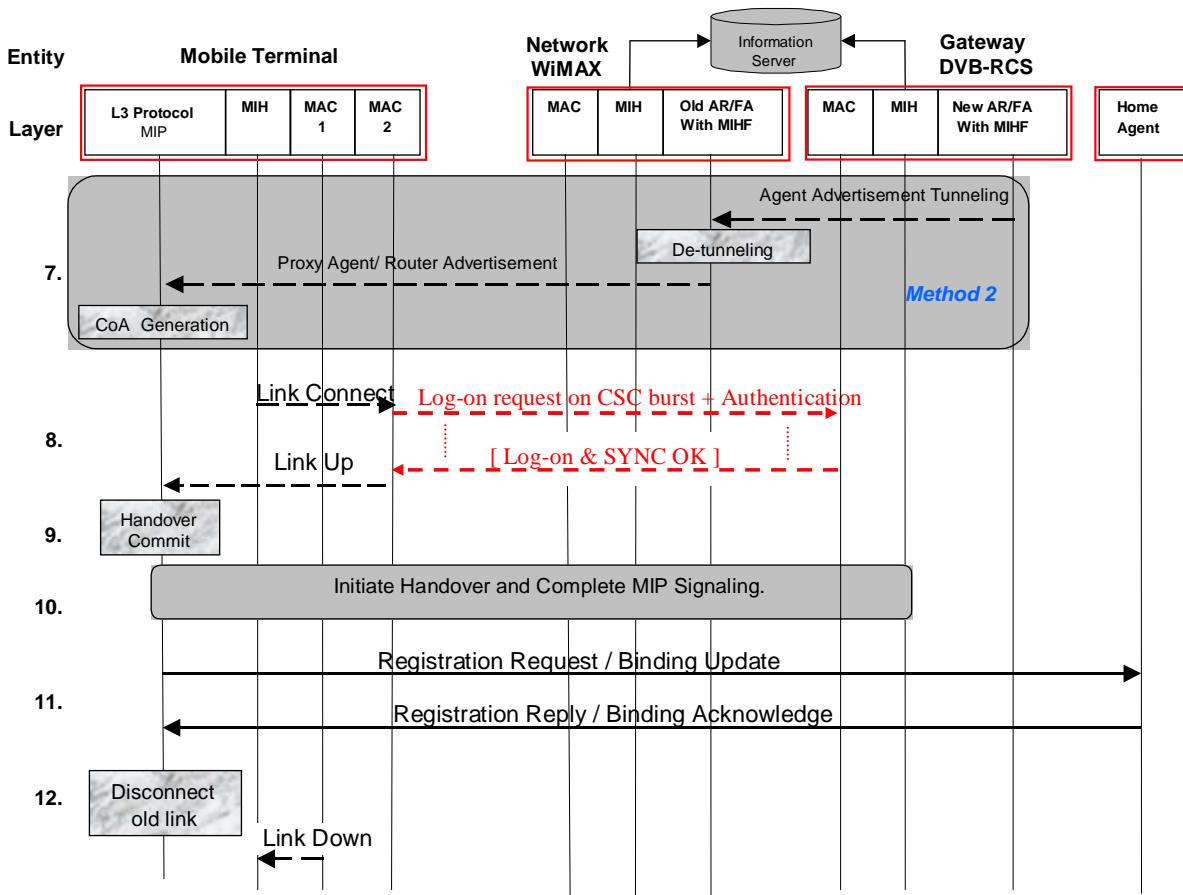 Entity
Mobile Terminal
Network
WiMAX
Information
Server
Gateway
DVB-RCS
Layer
L3 Protocol
MIP
MIH
MAC
1
MAC
2
MAC
MIH
Old AR/FA
With MIHF
MAC
MIH
New AR/FA
With MIHF
Home
Agent
7.
Agent Advertisement Tunneling
De-tunneling
Proxy Agent/ Router Advertisement
Method 2
CoA Generation
8.
Link Connect
Log-on request on CSC burst + Authentication
[ Log-on & SYNC OK ]
Link Up
9.
Handover
Commit
10.
Initiate Handover and Complete MIP Signaling.
11.
Registration Request / Binding Update
Registration Reply / Binding Acknowledge
12.
Disconnect
old link
Link Down